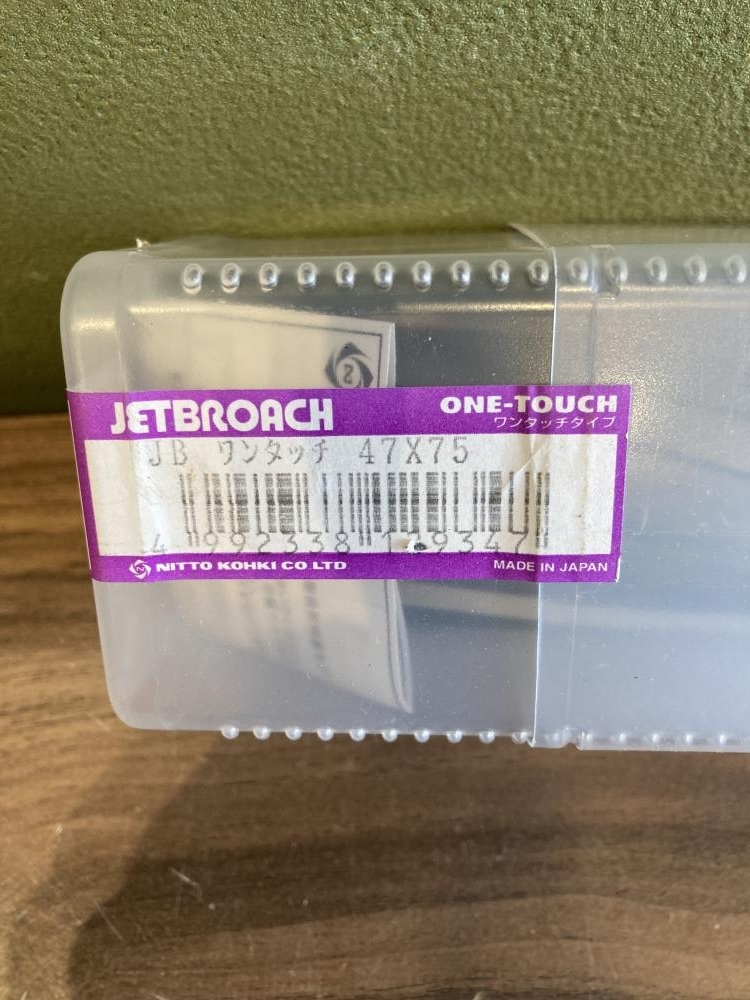 JETBROACH
ONE-TOUCH
ワンタッチタイプ
JB ワンタッチ 47X75
4 992338 129347
NITTO KOHKI CO.LTD
MADE IN JAPAN